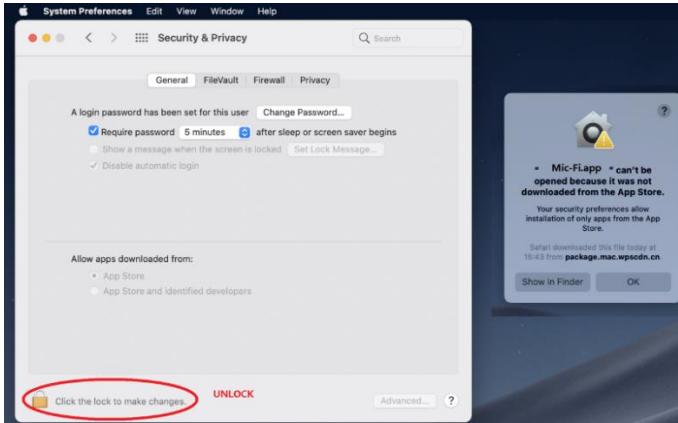 System Preferences Edit View Window Help
Security & Privacy
Search
General FileVault Firewall Privacy
A login password has been set for this user Change Password...
Require password 5 minutes after sleep or screen saver begins
Show a message when the screen is locked Set Lock Message...
Disable automatic login
Allow apps downloaded from:
App Store
App Store and identified developers
Click the lock to make changes.
UNLOCK
Advanced... ?
?
" Mic-Fi.app " can't be
opened because it was not
downloaded from the App Store.
Your security preferences allow
installation of only apps from the App
Store.
Safari downloaded this file today at
15:43 from package.mac.wpscdn.cn
Show in Finder OK